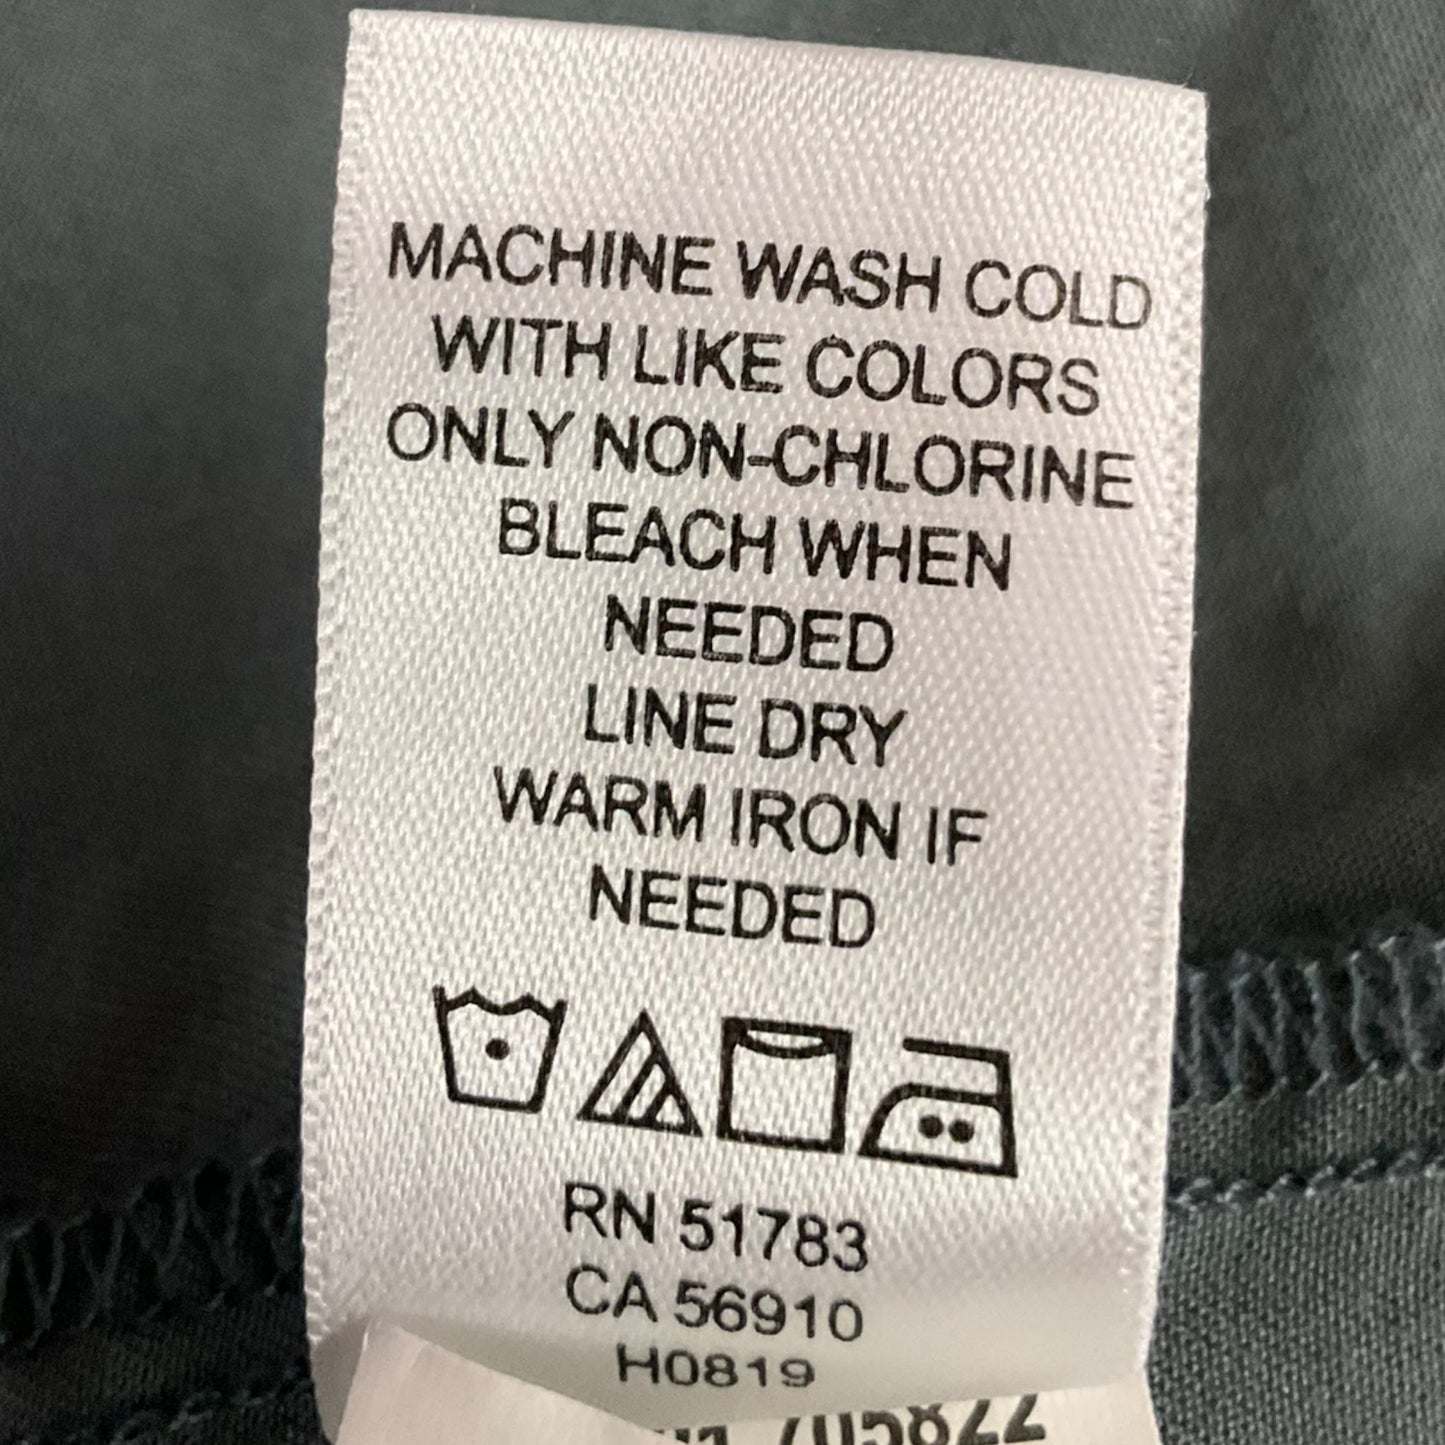 MACHINE WASH COLD
WITH LIKE COLORS
ONLY NON-CHLORINE
BLEACH WHEN
NEEDED
LINE DRY
WARM IRON IF
NEEDED
RN 51783
CA 56910
H0819
705822